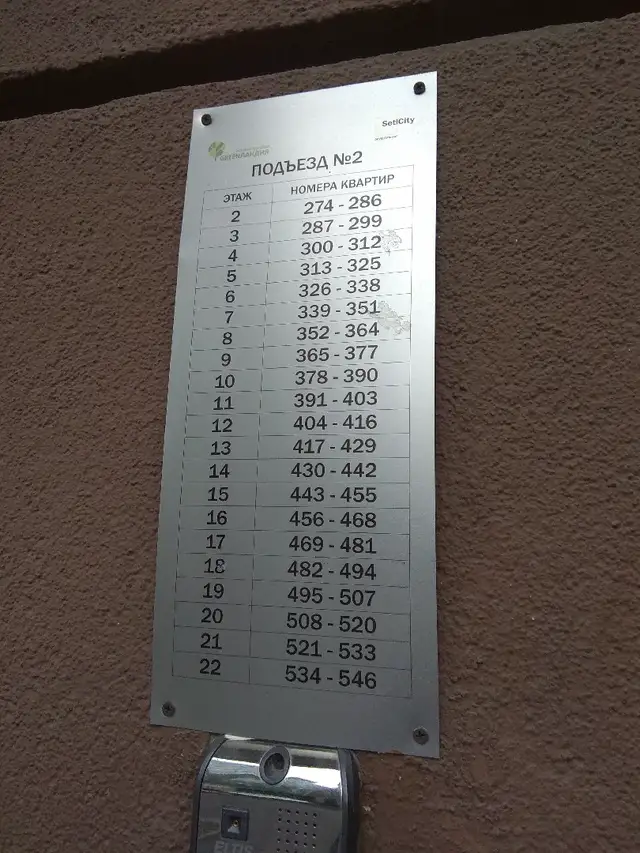 SetlCity
ПОДЪЕЗД №2
ЭТАЖ НОМЕРА КВАРТИР
2 274 - 286
3 287 - 299
4 300 - 312
5 313 - 325
6 326 - 338
7 339 - 351
8 352 - 364
9 365 - 377
10 378 - 390
11 391 - 403
12 404 - 416
13 417 - 429
14 430 - 442
15 443 - 455
16 456 - 468
17 469 - 481
18 482 - 494
19 495 - 507
20 508 - 520
21 521 - 533
22 534 - 546
ELTIS